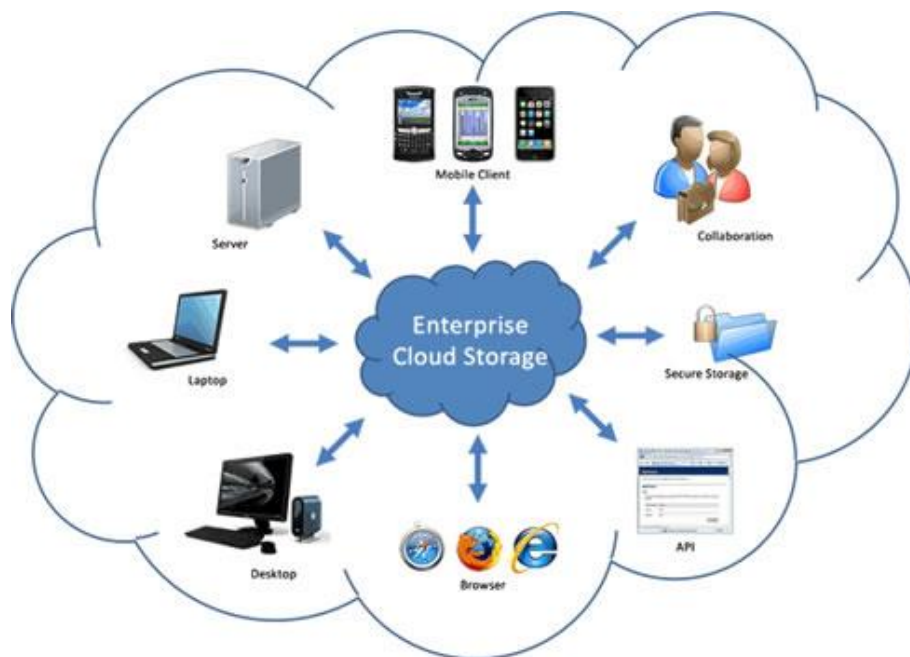 Mobile Client
Server
Collaboration
Enterprise
Cloud Storage
Laptop
Secure Storage
Desktop
Browser
API